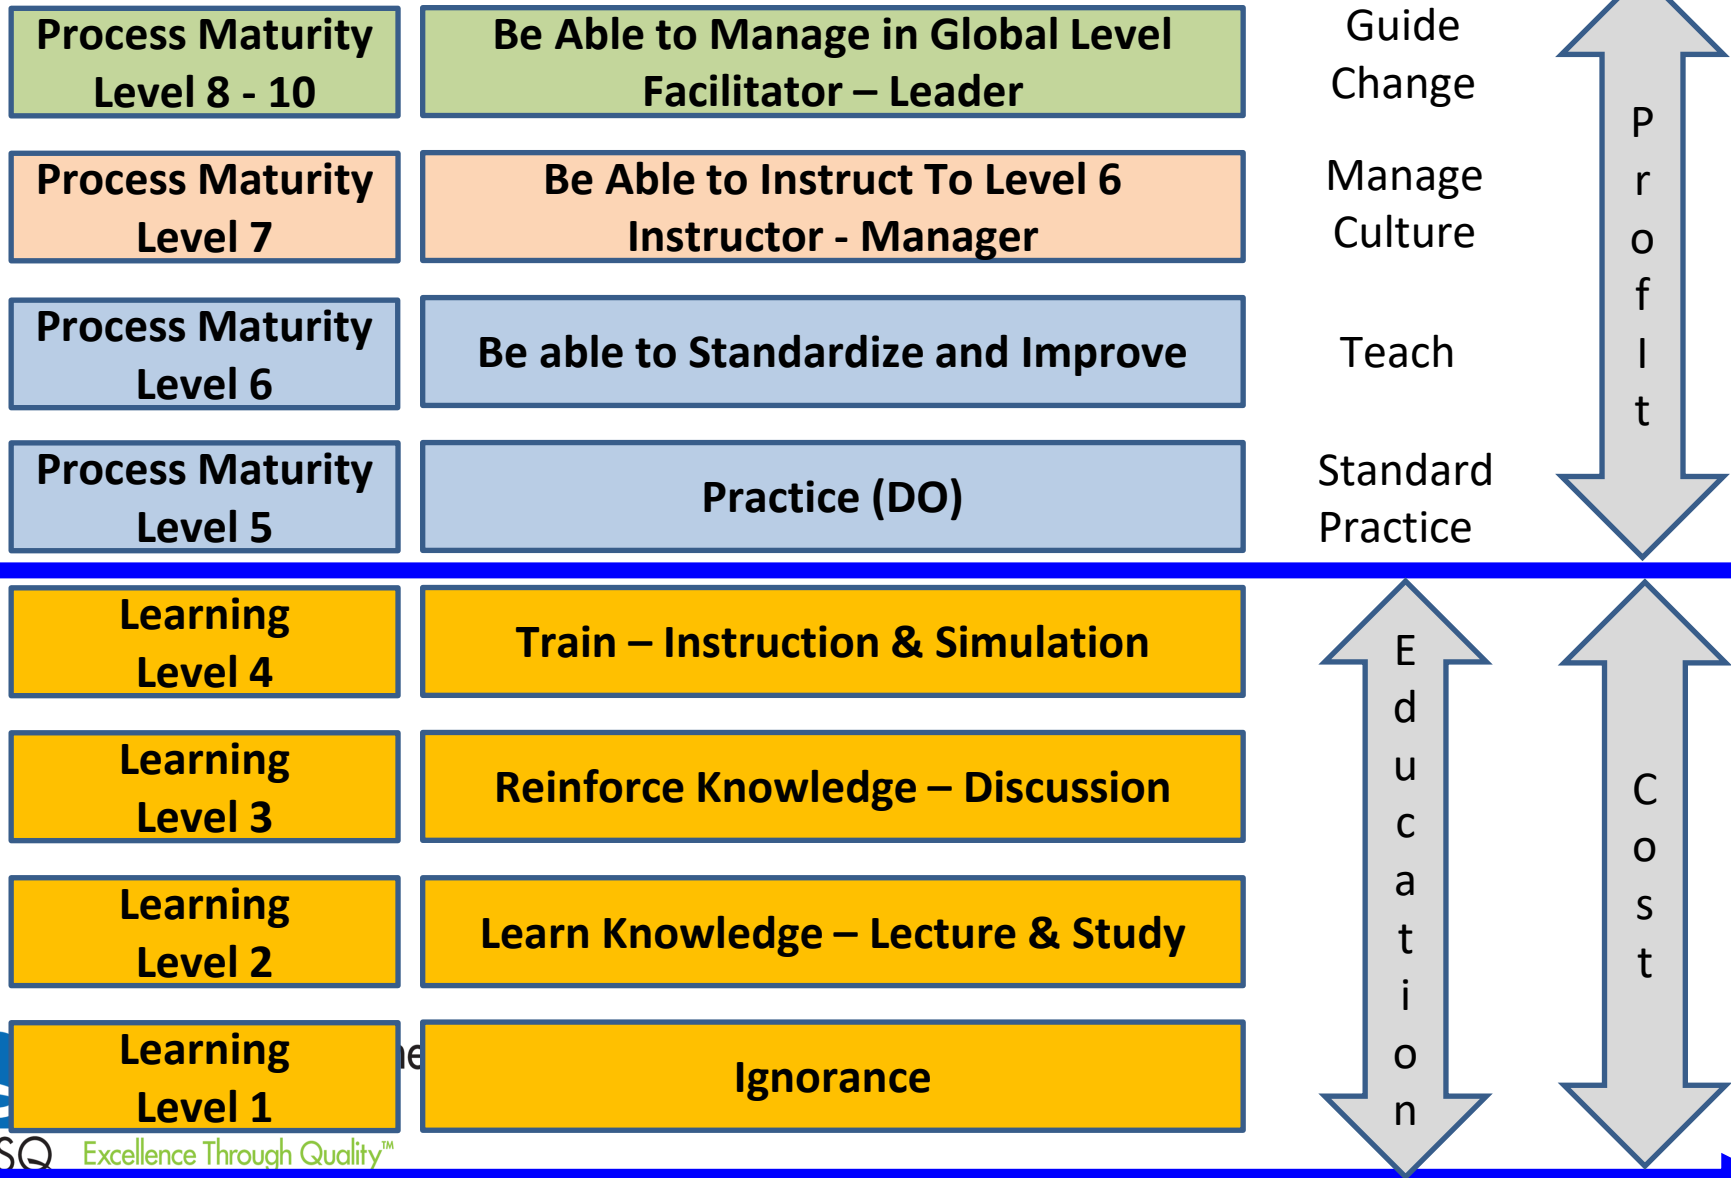 Process Maturity
Level 8 - 10
Be Able to Manage in Global Level
Facilitator – Leader
Guide
Change
Process Maturity
Level 7
Be Able to Instruct To Level 6
Instructor - Manager
Manage
Culture
Process Maturity
Level 6
Be able to Standardize and Improve
Teach
Process Maturity
Level 5
Practice (DO)
Standard
Practice
P
r
o
f
I
t
Learning
Level 4
Train – Instruction & Simulation
Learning
Level 3
Reinforce Knowledge – Discussion
Learning
Level 2
Learn Knowledge – Lecture & Study
Learning
Level 1
Ignorance
E
d
u
c
a
t
i
o
n
C
o
s
t
SQ Excellence Through Quality™